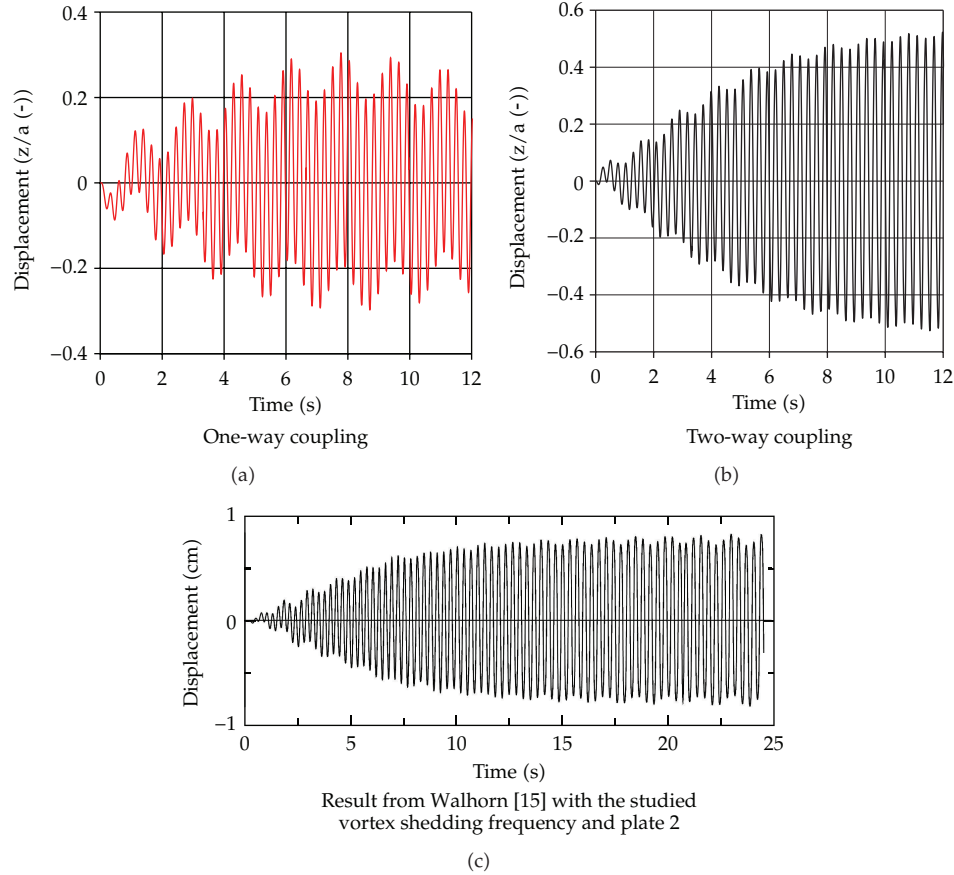 0.4
0.2
0
−0.2
−0.4
Displacement (z/a (-))
0 2 4 6 8 10 12
Time (s)
One-way coupling
(a)
0.6
0.4
0.2
0
−0.2
−0.4
−0.6
Displacement (z/a (-))
0 2 4 6 8 10 12
Time (s)
Two-way coupling
(b)
1
0
−1
Displacement (cm)
0 5 10 15 20 25
Time (s)
Result from Walhorn [15] with the studied
vortex shedding frequency and plate 2
(c)